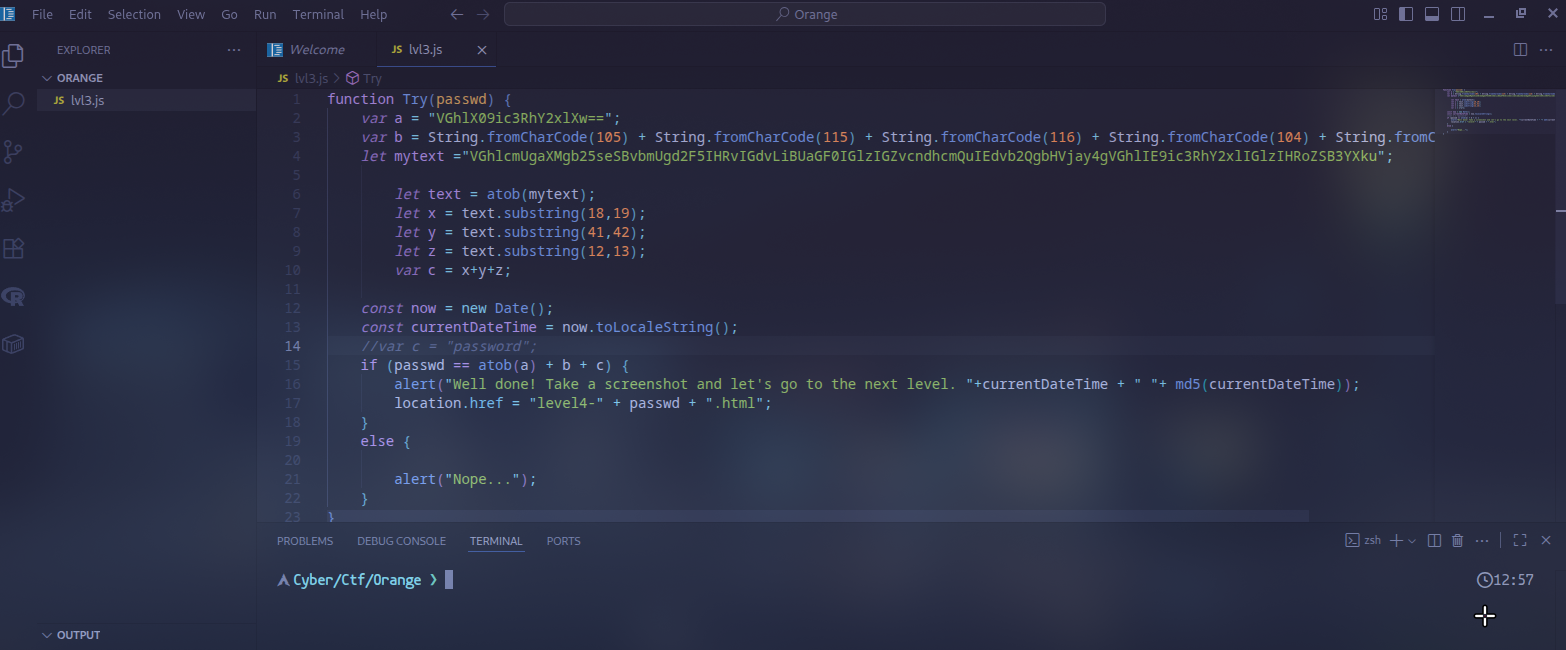 File Edit Selection View Go Run Terminal Help
Orange
EXPLORER
ORANGE
JS lvl3.js
Welcome
JS lvl3.js
JS lvl3.js > Try
1 function Try(passwd) {
2 var a = "VGhlX09ic3RhY2xlXw==";
3 var b = String.fromCharCode(105) + String.fromCharCode(115) + String.fromCharCode(116) + String.fromCharCode(104) + String.fromC
4 let mytext ="VGhlcmUgaXMgb25seSBvbmUgd2F5IHRvIGdvLiBUaGF0IGlzIGZvcndhcmQuIEdvb2QgbHVjay4gVGhlIE9ic3RhY2xlIGlzIHRoZSB3YXku";
5
6 let text = atob(mytext);
7 let x = text.substring(18,19);
8 let y = text.substring(41,42);
9 let z = text.substring(12,13);
10 var c = x+y+z;
11
12 const now = new Date();
13 const currentDateTime = now.toLocaleString();
14 //var c = "password";
15 if (passwd == atob(a) + b + c) {
16 alert("Well done! Take a screenshot and let's go to the next level. "+currentDateTime + " "+ md5(currentDateTime));
17 location.href = "level4-" + passwd + ".html";
18 }
19 else {
20
21 alert("Nope...");
22 }
23 }
PROBLEMS DEBUG CONSOLE TERMINAL PORTS
zsh
Cyber/Ctf/Orange ❯
12:57
OUTPUT